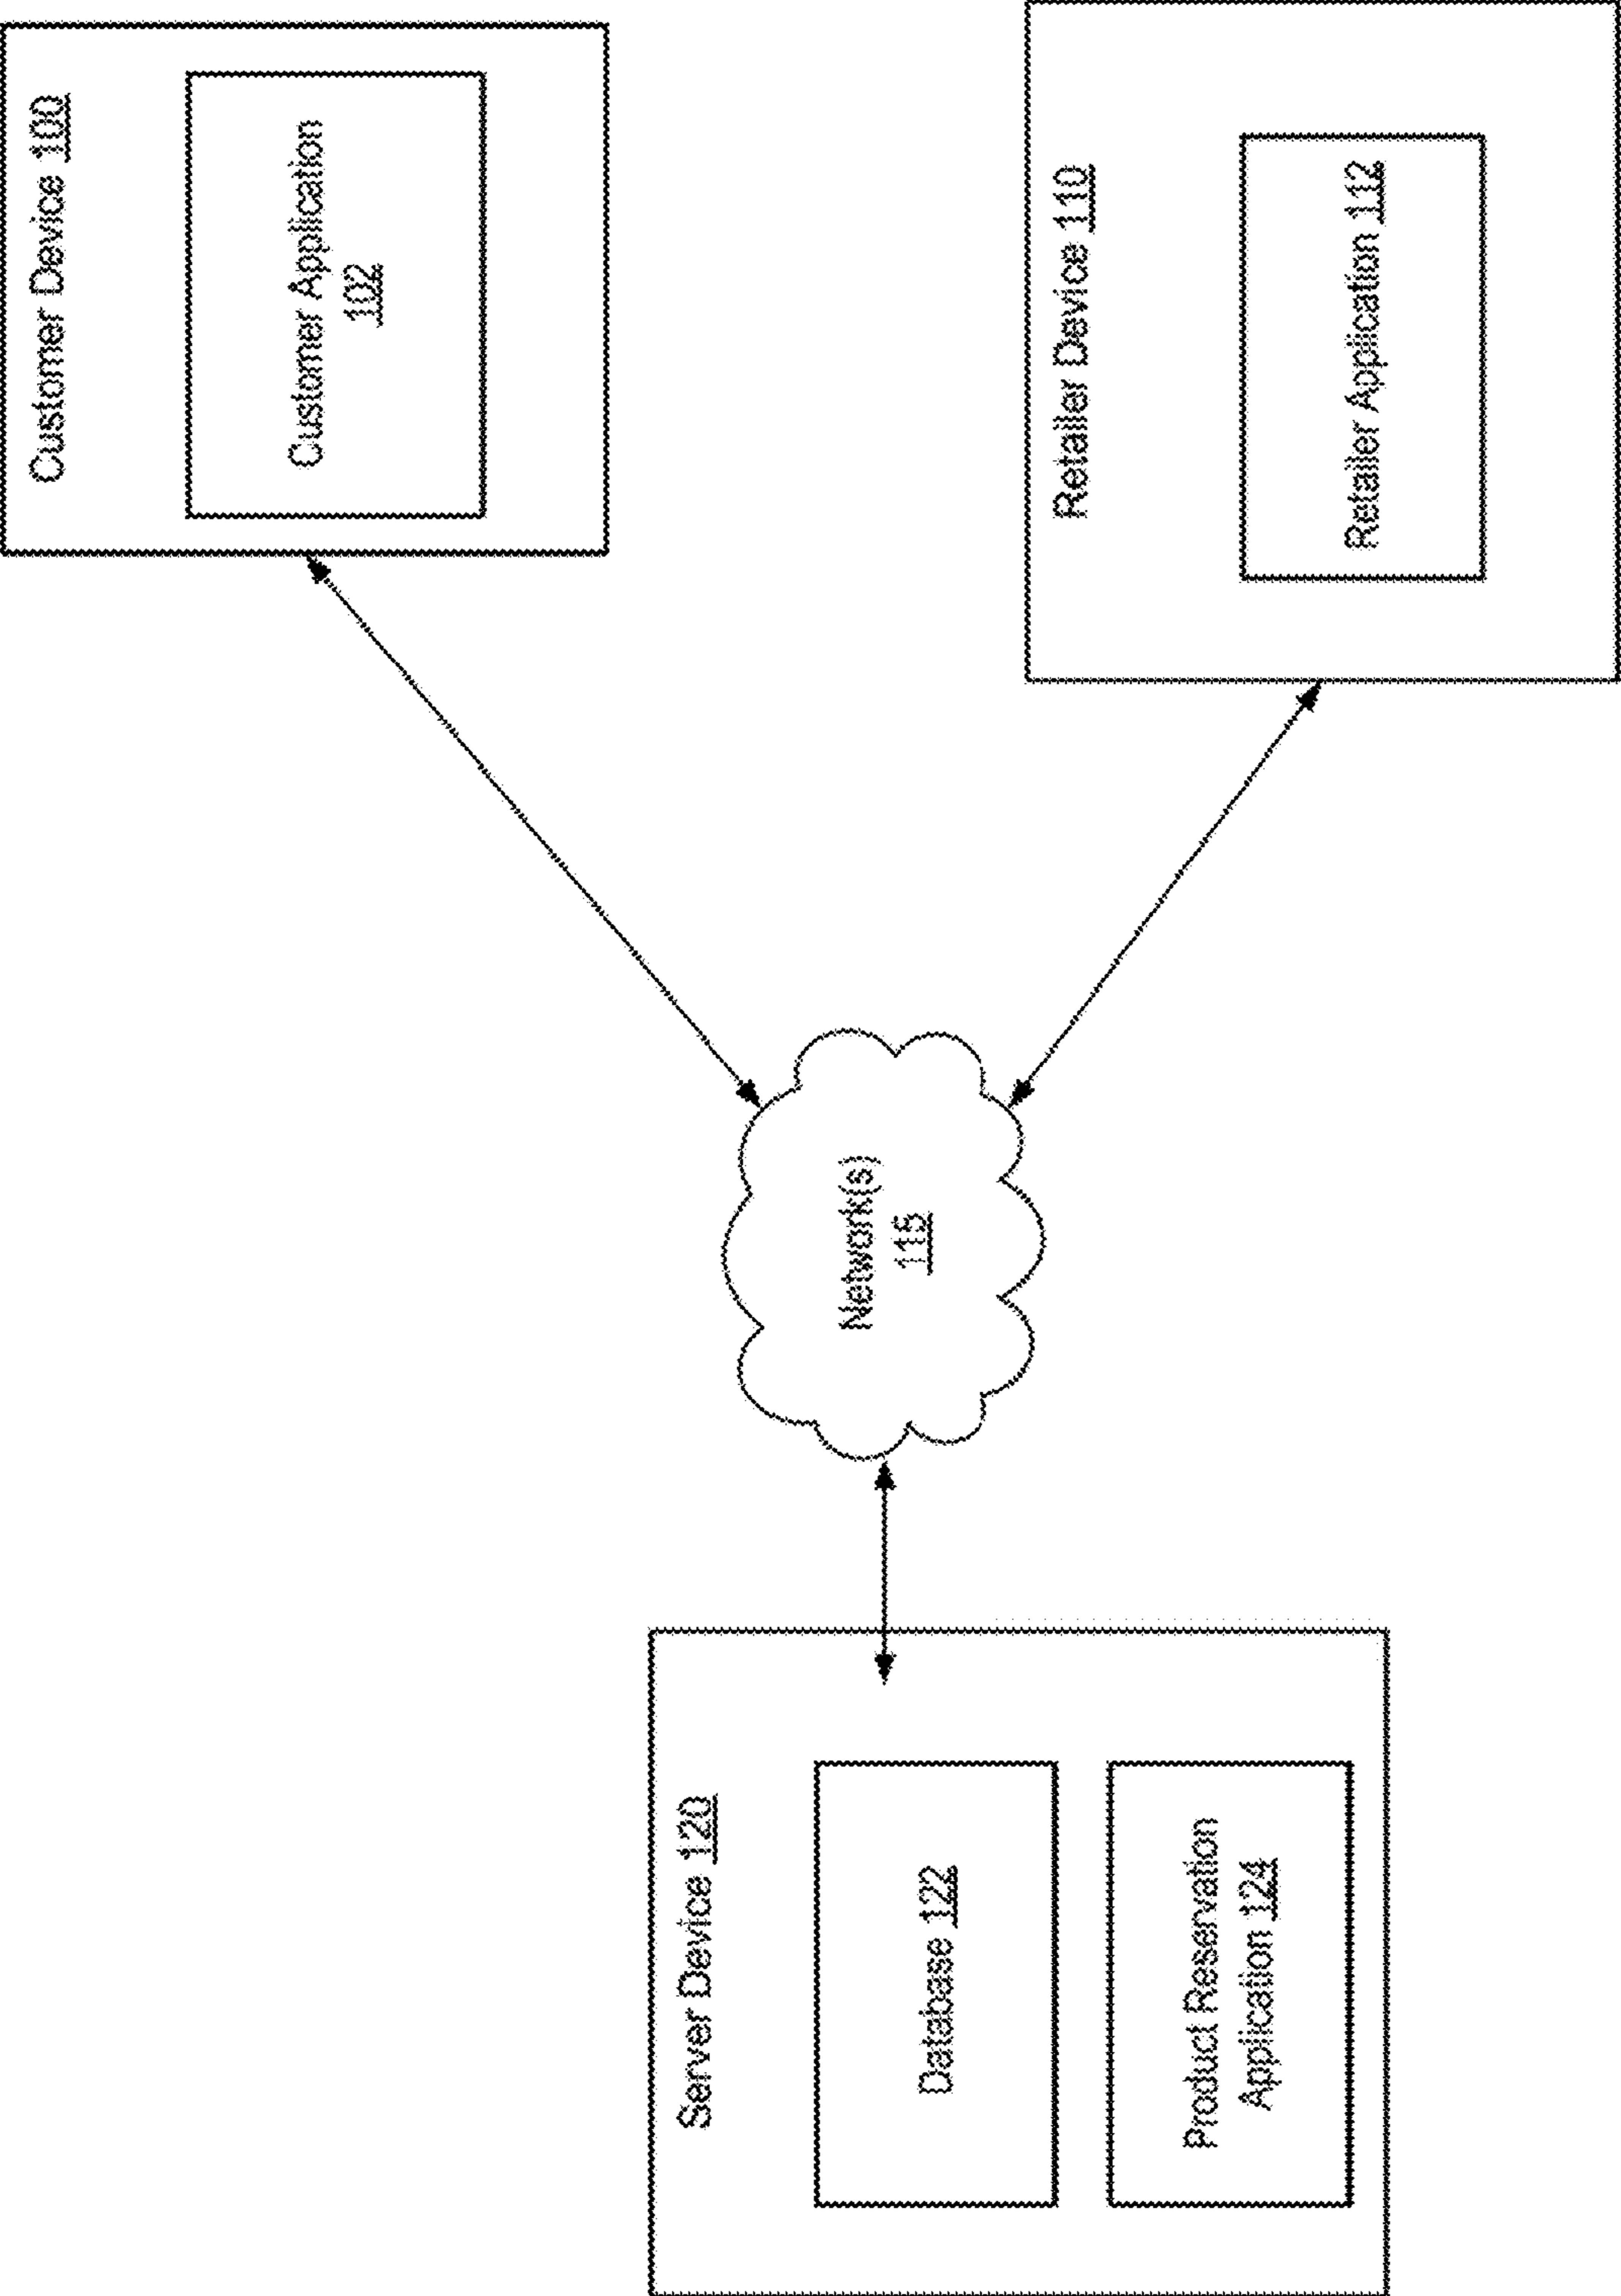 Customer Device 100
Customer Application
102
Server Device 120
Database 122
Product Reservation
Application 124
Network(s)
115
Retailer Device 110
Retailer Application 112